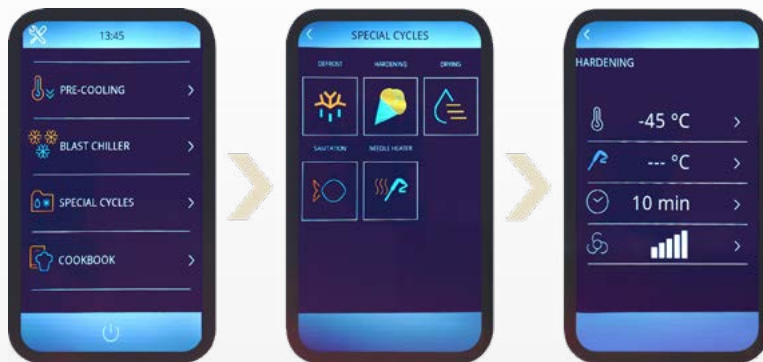 13:45
PRE-COOLING
BLAST CHILLER
SPECIAL CYCLES
COOKBOOK
SPECIAL CYCLES
DEFROST HARDENING DRYING
SANITATION NEEDLE HEATER
HARDENING
-45 °C
--- °C
10 min